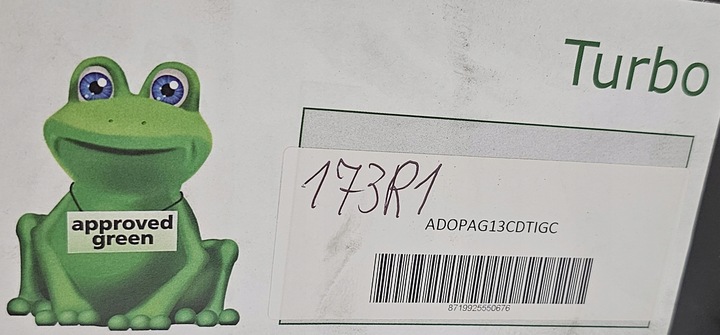 Turbo
173R1
ADOPAG13CDTIGC
8719925550676
approved
green